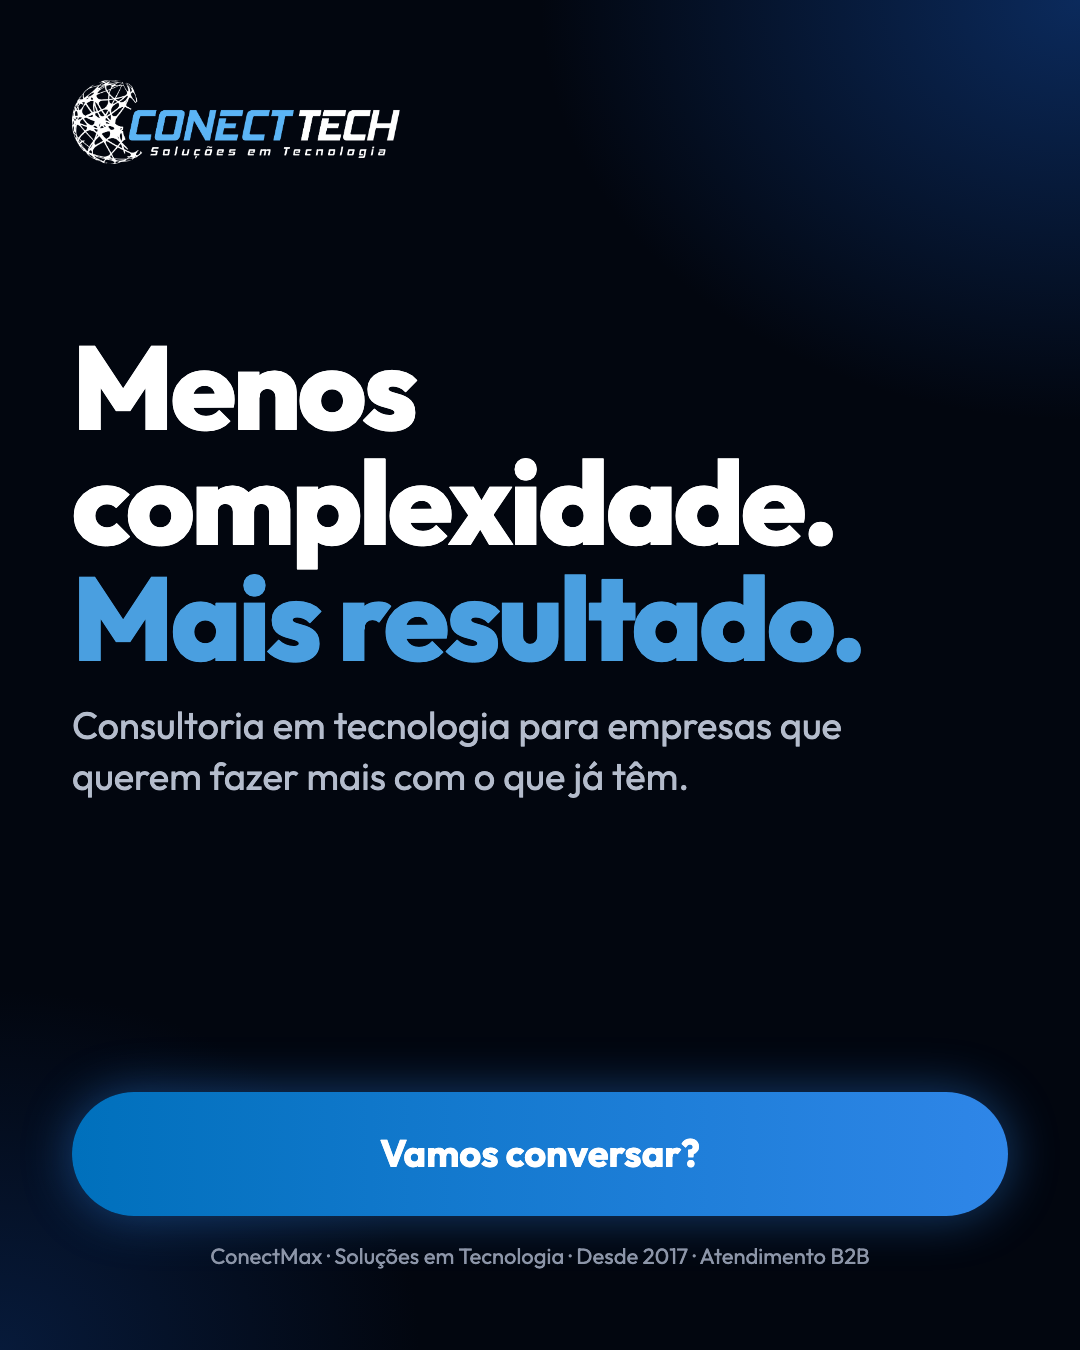 CONECTTECH
Soluções em Tecnologia
Menos
complexidade.
Mais resultado.
Consultoria em tecnologia para empresas que
querem fazer mais com o que já têm.
Vamos conversar?
ConectMax · Soluções em Tecnologia · Desde 2017 · Atendimento B2B